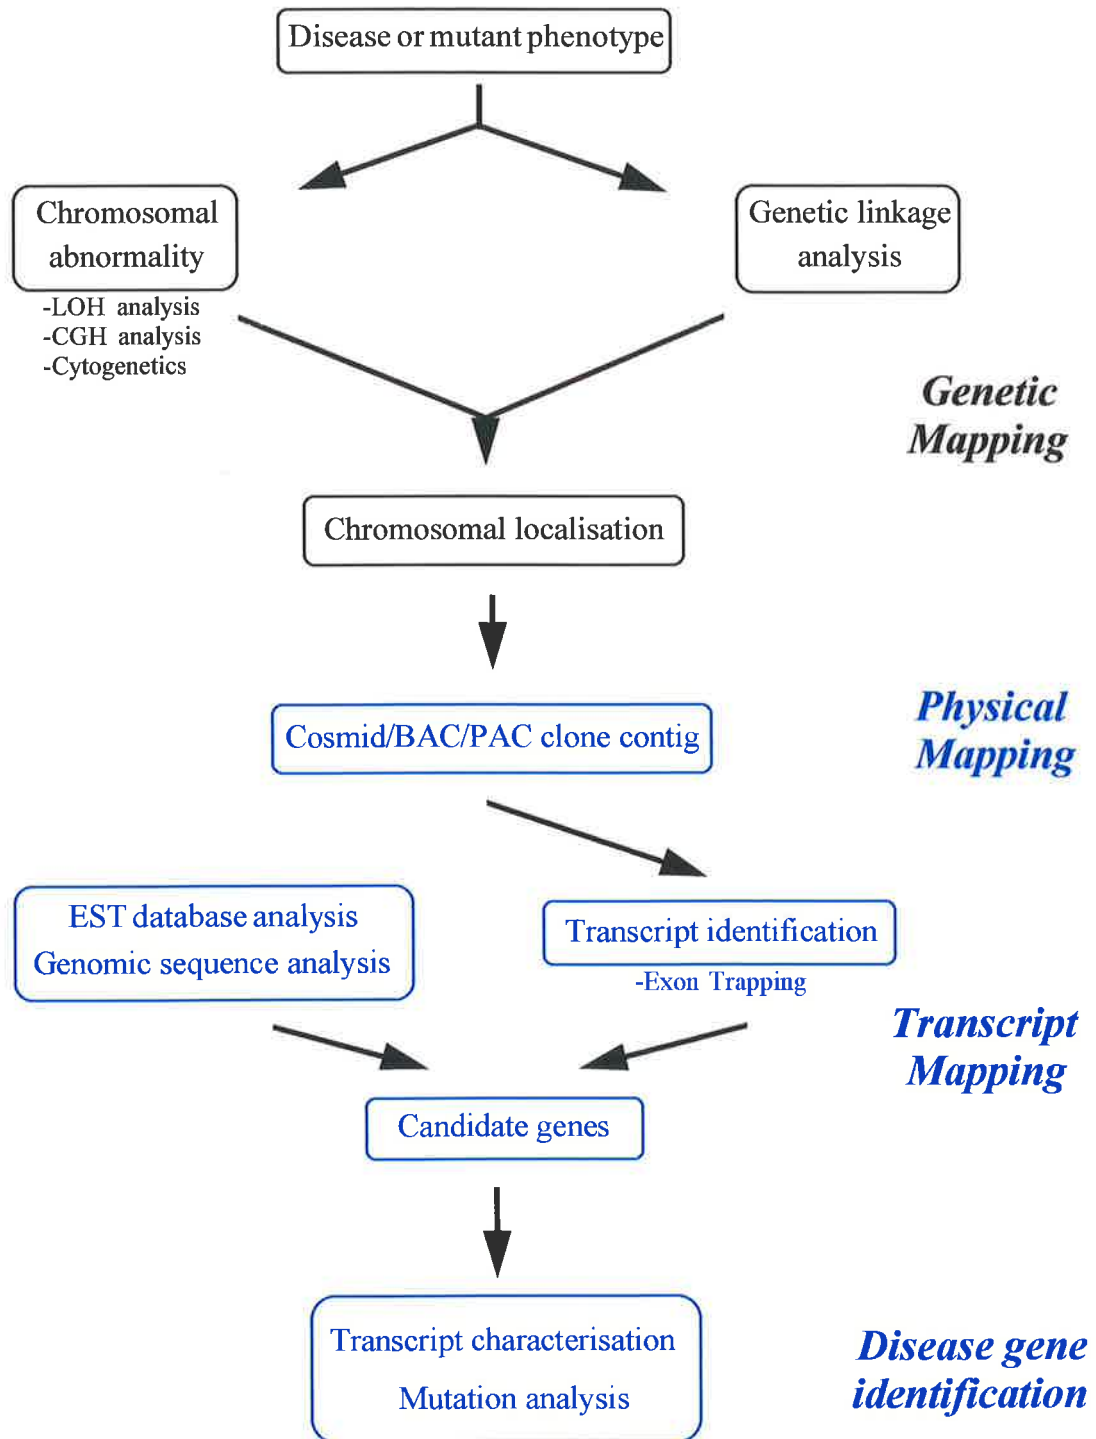 Disease or mutant phenotype
Chromosomal
abnormality
-LOH analysis
-CGH analysis
-Cytogenetics
Genetic linkage
analysis
Genetic
Mapping
Chromosomal localisation
Cosmid/BAC/PAC clone contig
Physical
Mapping
EST database analysis
Genomic sequence analysis
Transcript identification
-Exon Trapping
Transcript
Mapping
Candidate genes
Transcript characterisation
Mutation analysis
Disease gene
identification